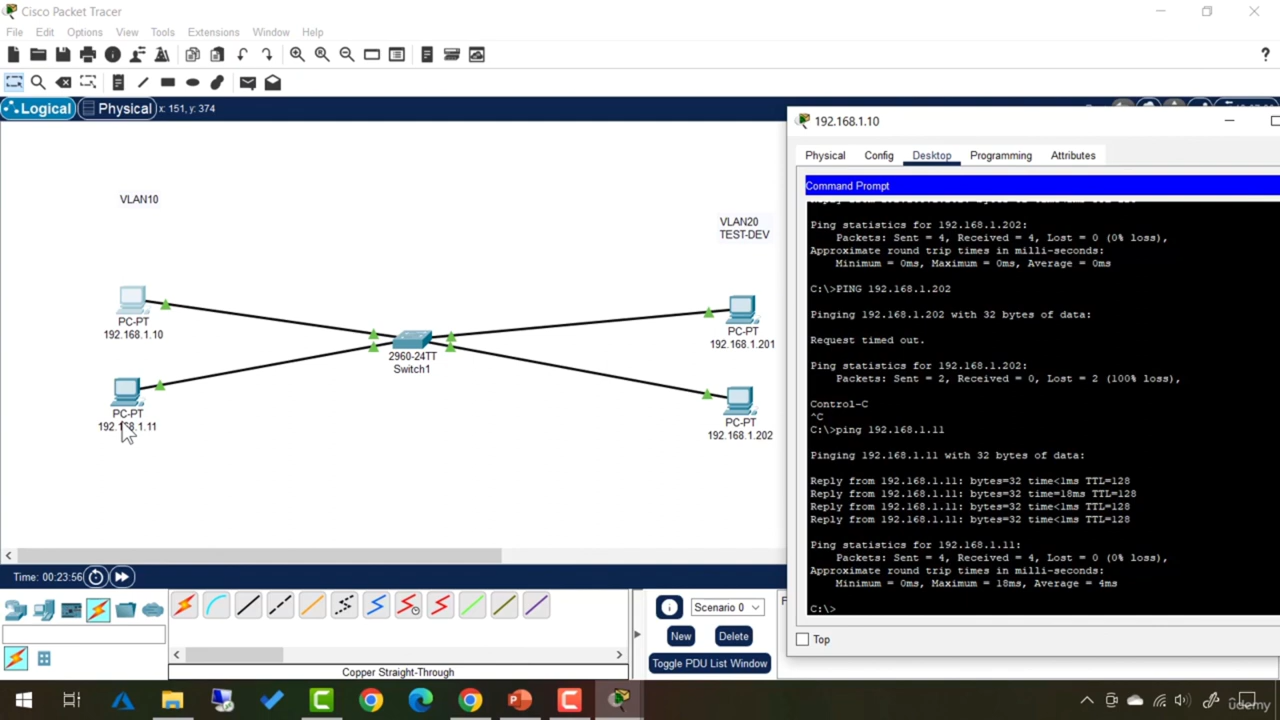 Cisco Packet Tracer
File Edit Options View Tools Extensions Window Help
?
Logical Physical x: 151, y: 374
VLAN10
VLAN20
TEST-DEV
PC-PT
192.168.1.10
PC-PT
192.168.1.11
2960-24TT
Switch1
PC-PT
192.168.1.201
PC-PT
192.168.1.202
192.168.1.10
Physical Config Desktop Programming Attributes
Command Prompt
Ping statistics for 192.168.1.202:
Packets: Sent = 4, Received = 4, Lost = 0 (0% loss),
Approximate round trip times in milli-seconds:
Minimum = 0ms, Maximum = 0ms, Average = 0ms
C:\>PING 192.168.1.202
Pinging 192.168.1.202 with 32 bytes of data:
Request timed out.
Ping statistics for 192.168.1.202:
Packets: Sent = 2, Received = 0, Lost = 2 (100% loss),
Control-C
^C
C:\>ping 192.168.1.11
Pinging 192.168.1.11 with 32 bytes of data:
Reply from 192.168.1.11: bytes=32 time<1ms TTL=128
Reply from 192.168.1.11: bytes=32 time=18ms TTL=128
Reply from 192.168.1.11: bytes=32 time<1ms TTL=128
Reply from 192.168.1.11: bytes=32 time<1ms TTL=128
Ping statistics for 192.168.1.11:
Packets: Sent = 4, Received = 4, Lost = 0 (0% loss),
Approximate round trip times in milli-seconds:
Minimum = 0ms, Maximum = 18ms, Average = 4ms
C:\>
Top
Time: 00:23:56
Scenario 0
New Delete
Toggle PDU List Window
Copper Straight-Through
udemy